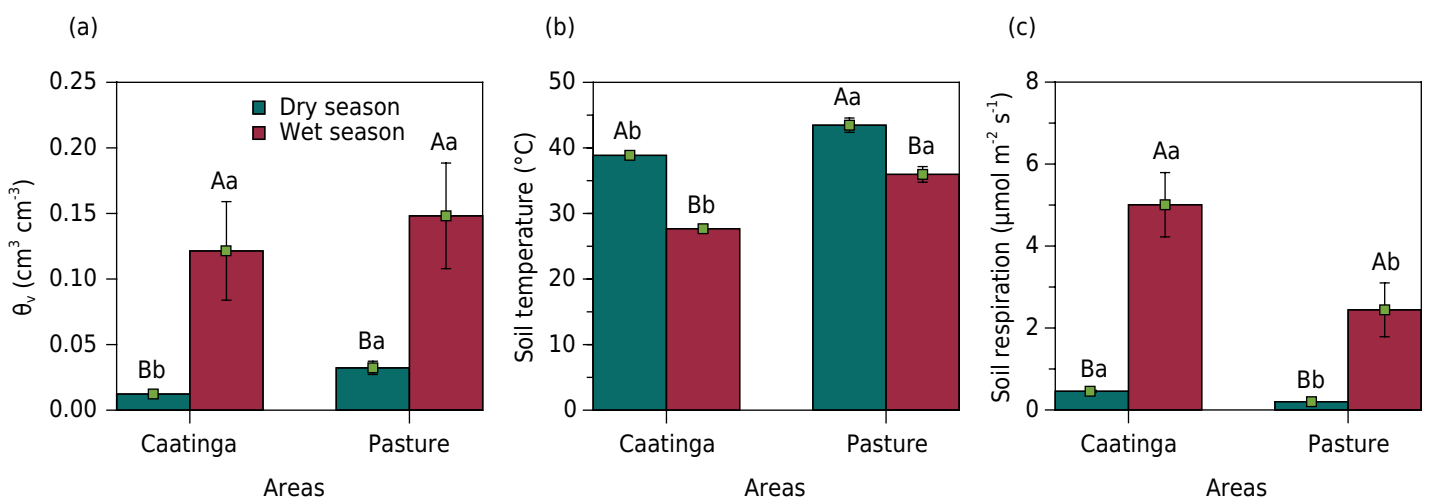 (a)
(b)
(c)
0.25
0.20
0.15
0.10
0.05
0.00
θv (cm³ cm⁻³)
Dry season
Wet season
Bb
Aa
Ba
Aa
Caatinga
Pasture
Areas
50
40
30
20
10
0
Soil temperature (°C)
Ab
Bb
Aa
Ba
Caatinga
Pasture
Areas
8
6
4
2
0
Soil respiration (μmol m⁻² s⁻¹)
Ba
Aa
Bb
Ab
Caatinga
Pasture
Areas